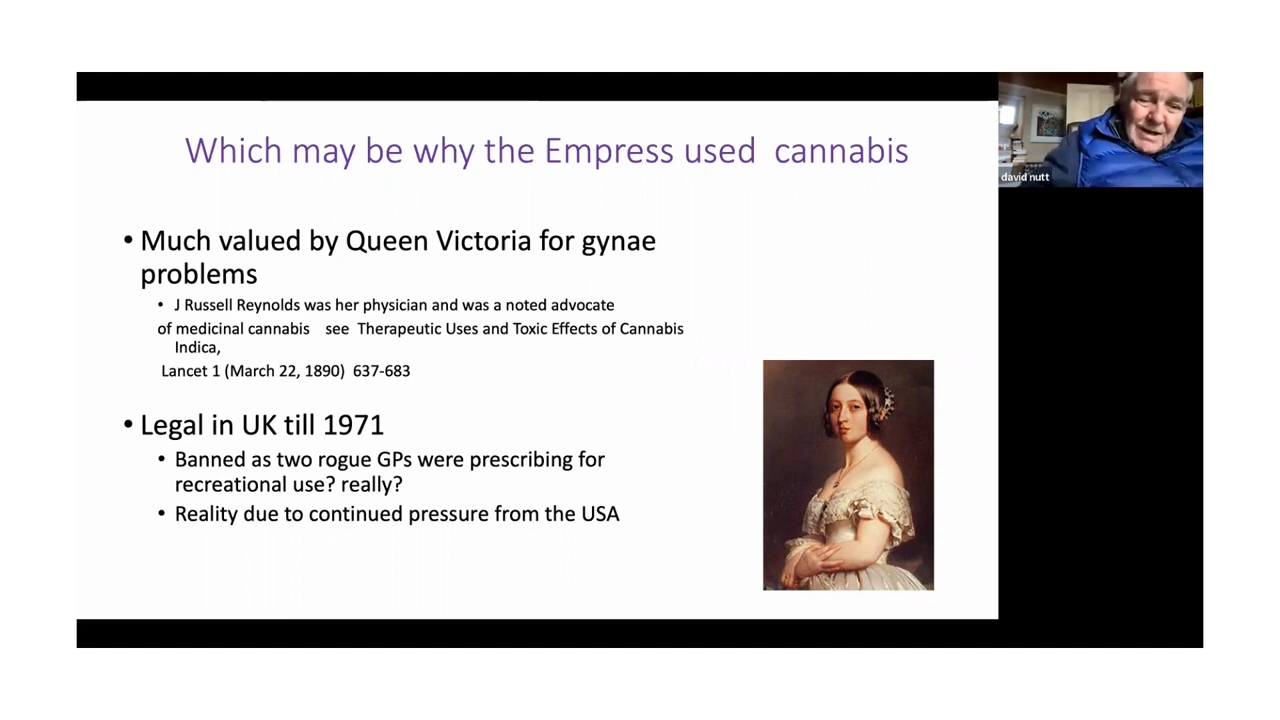 Which may be why the Empress used  cannabis
david nutt
• Much valued by Queen Victoria for gynae
problems
• J Russell Reynolds was her physician and was a noted advocate
of medicinal cannabis    see  Therapeutic Uses and Toxic Effects of Cannabis
Indica,
Lancet 1 (March 22, 1890)  637-683
• Legal in UK till 1971
• Banned as two rogue GPs were prescribing for
recreational use? really?
• Reality due to continued pressure from the USA